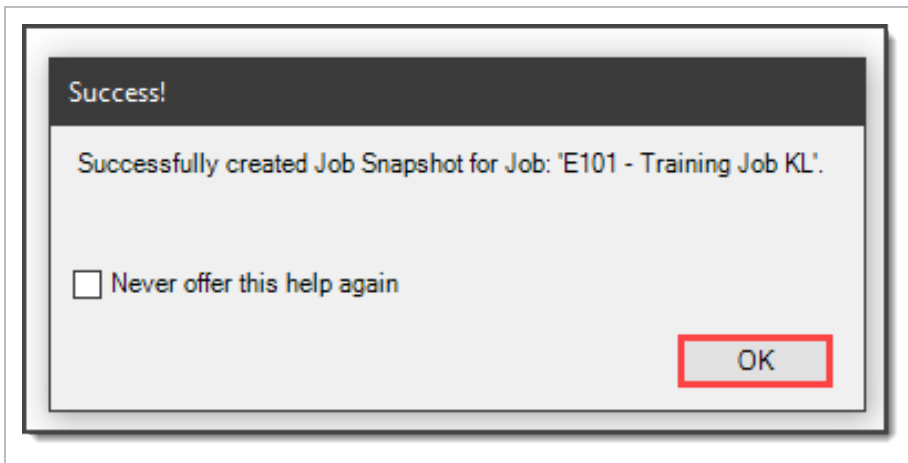 Success!
Successfully created Job Snapshot for Job: 'E101 - Training Job KL'.
Never offer this help again
OK